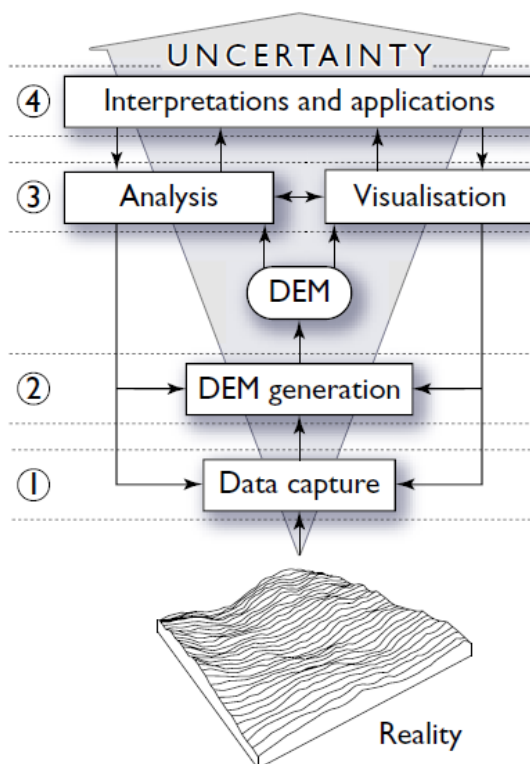 UNCERTAINTY
④ Interpretations and applications
③ Analysis Visualisation
DEM
② DEM generation
① Data capture
Reality